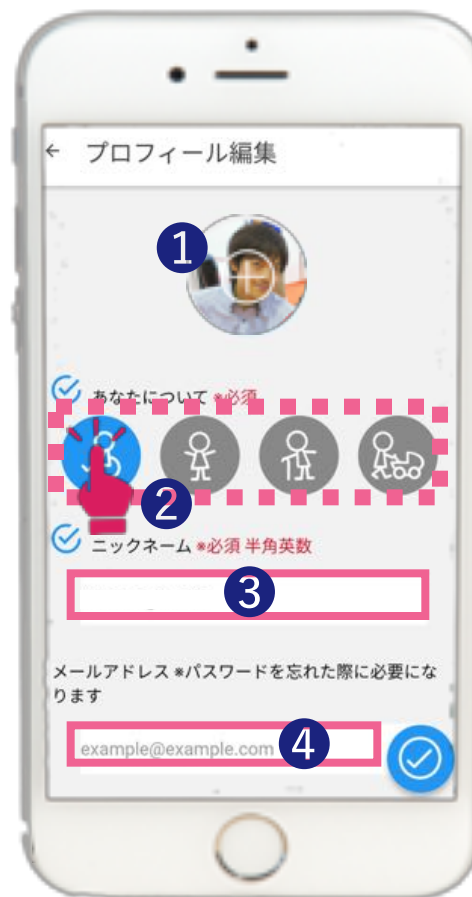 ← プロフィール編集
1
あなたについて *必須
2
ニックネーム *必須 半角英数
3
メールアドレス *パスワードを忘れた際に必要にな
ります
example@example.com
4